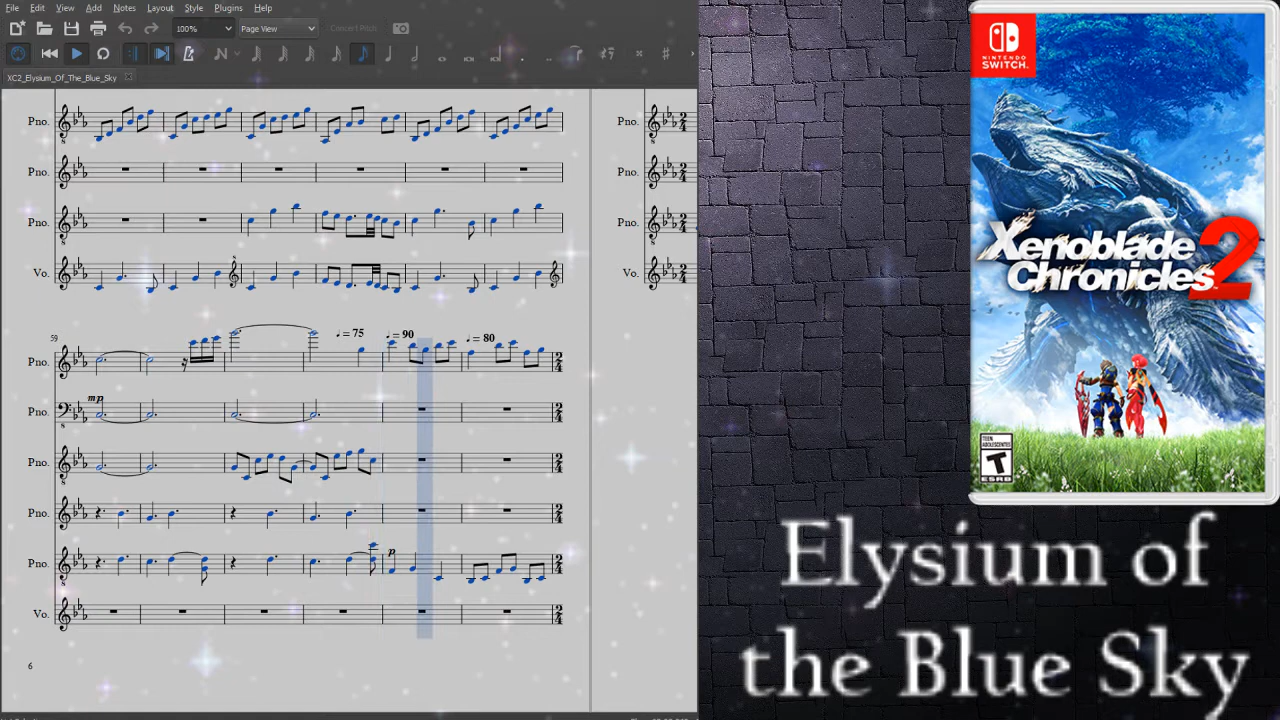 File Edit View Add Notes Layout Style Plugins Help
100% Page View Concert Pitch
XC2_Elysium_Of_The_Blue_Sky
Pno. Pno.
Pno. Pno.
Pno. Pno.
Vo. Vo.
59
= 75 = 90 = 80
Pno.
mp
Pno.
Pno.
Pno.
p
Pno.
Vo.
6
NINTENDO
SWITCH
Xenoblade
Chronicles 2
TEEN
ADOLESCENTES
T
ESRB
Elysium of
the Blue Sky